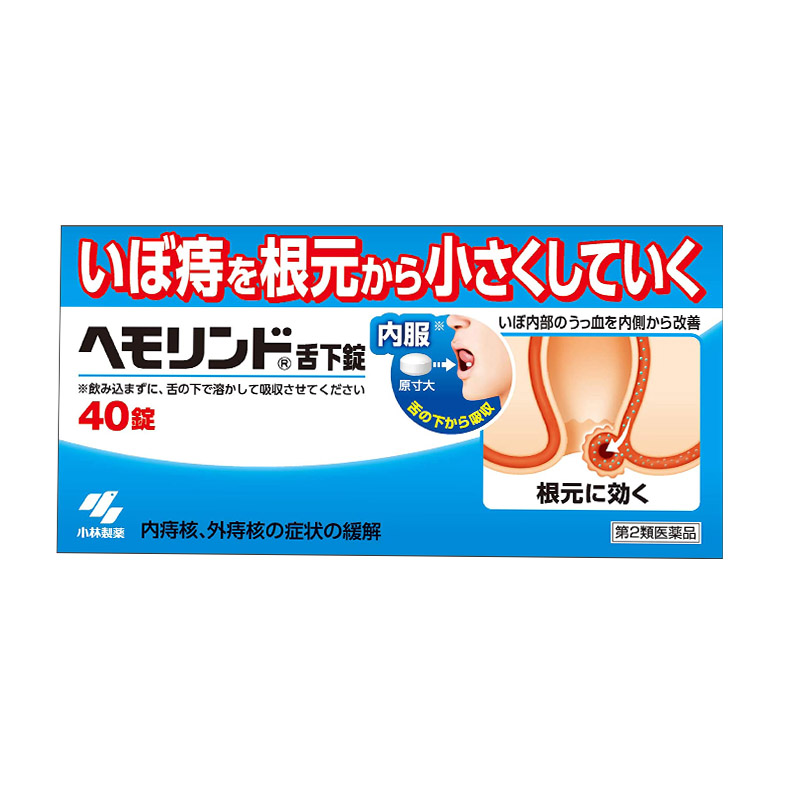 いぼ痔を根元から小さくしていく
ヘモリンド®舌下錠
※飲み込まずに、舌の下で溶かして吸収させてください
40錠
内服※
原寸大
舌の下から吸収
いぼ内部のうっ血を内側から改善
根元に効く
小林製薬
内痔核、外痔核の症状の緩解
第2類医薬品